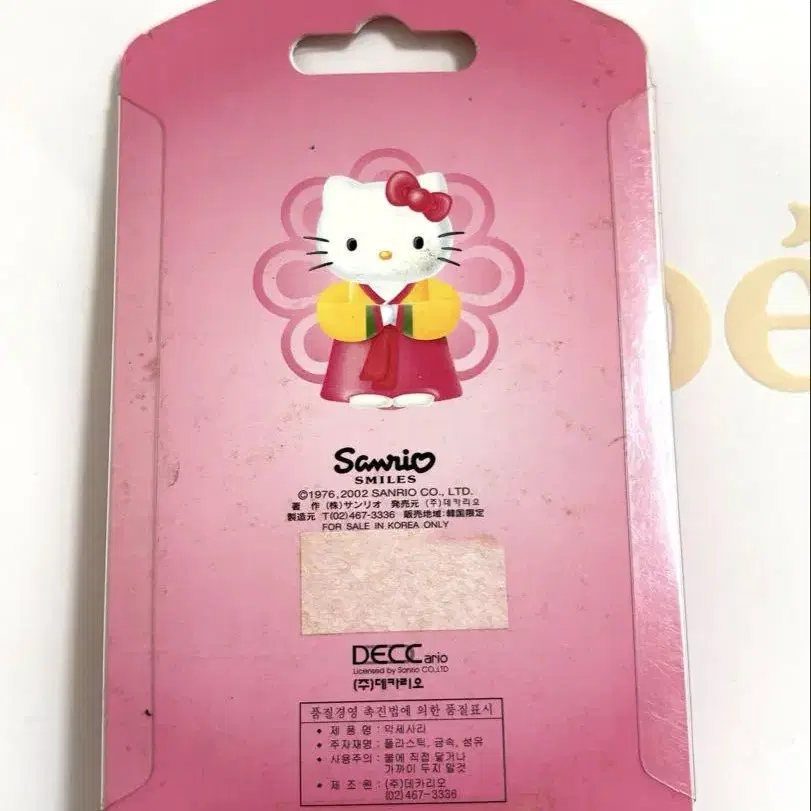 Sanrio
SMILES
©1976, 2002 SANRIO CO., LTD.
著 作 (株)サンリオ 発売元 (주)데카리오
製造元 T(02)467-3336 販売地域:韓国限定
FOR SALE IN KOREA ONLY
DECCario
Licensed by Sanrio CO.,LTD
(주)데카리오
품질경영 촉진법에 의한 품질표시
• 제 품 명 : 악세사리
• 주자재명 : 플라스틱, 금속, 섬유
• 사용주의 : 불에 직접 닿거나
가까이 두지 말것
• 제 조 원 : (주)데카리오
(02) 467-3336